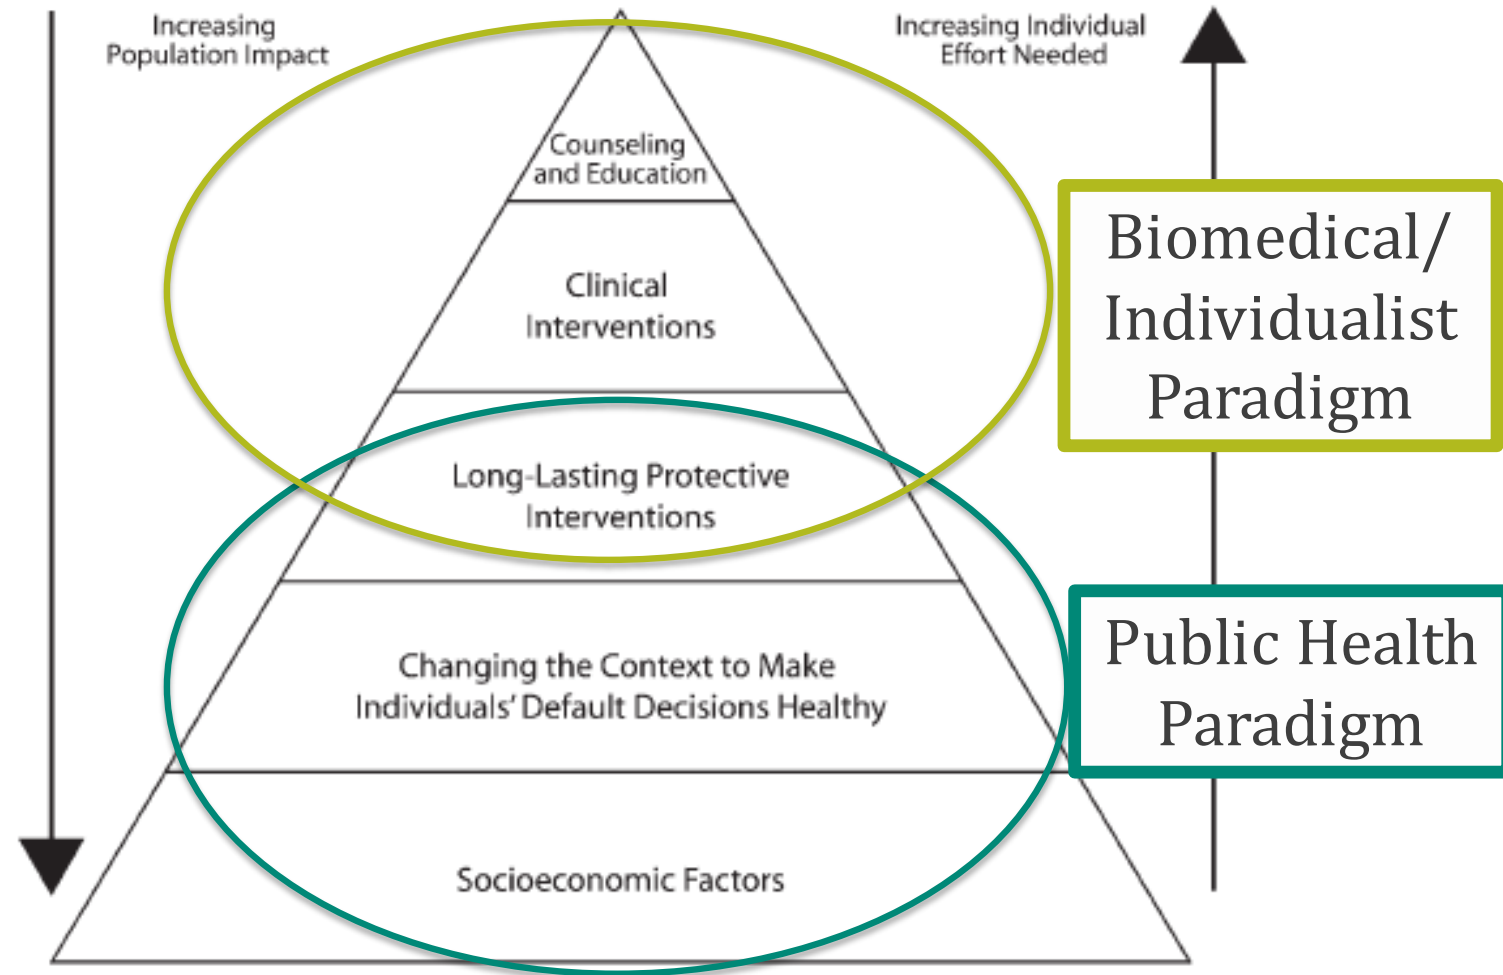 Increasing
Population Impact
Increasing Individual
Effort Needed
Counseling
and Education
Clinical
Interventions
Long-Lasting Protective
Interventions
Changing the Context to Make
Individuals’ Default Decisions Healthy
Socioeconomic Factors
Biomedical/
Individualist
Paradigm
Public Health
Paradigm